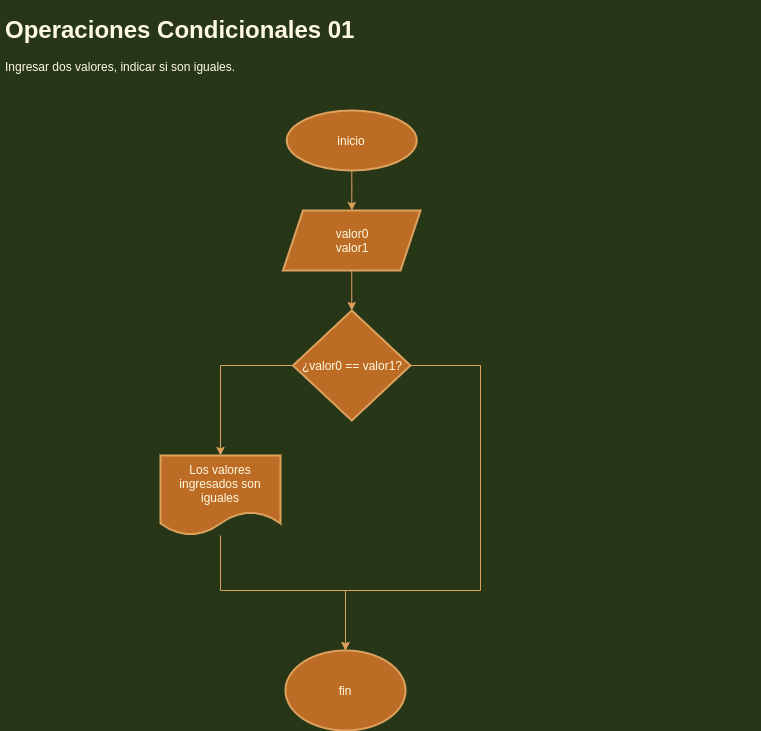 Operaciones Condicionales 01
Ingresar dos valores, indicar si son iguales.
inicio
valor0
valor1
¿valor0 == valor1?
Los valores
ingresados son
iguales
fin